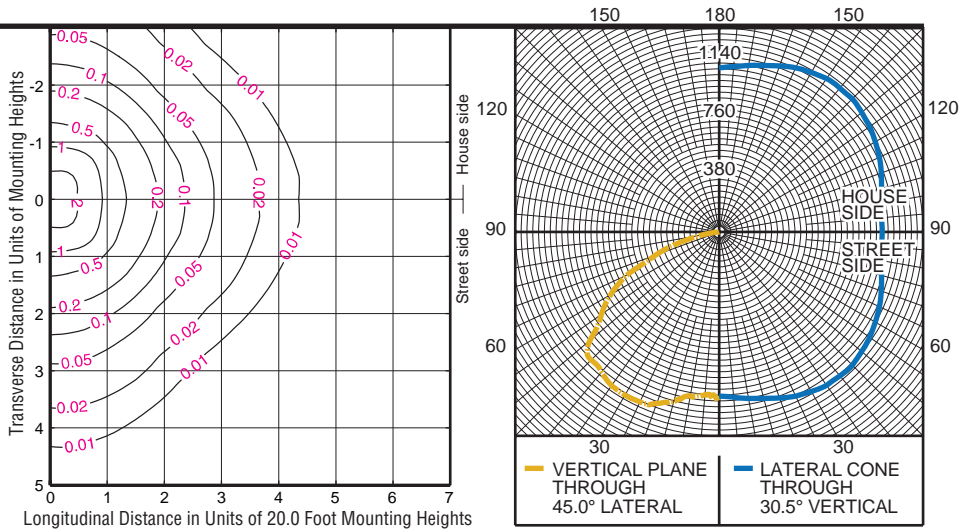 150 180 150
0.05
0.02
0.1
0.01
0.2
0.05
0.5
1
2
0.2
0.1
0.02
1
0.5
0.05
0.01
0.2
0.1
0.02
0.05
0.01
0.02
0.01
-2
-1
0
1
2
3
4
5
0 1 2 3 4 5 6 7
Transverse Distance in Units of Mounting Heights
Longitudinal Distance in Units of 20.0 Foot Mounting Heights
Street side — House side
1140
760
380
120 120
HOUSE
SIDE
90 90
STREET
SIDE
60 60
30 30
VERTICAL PLANE
THROUGH
45.0° LATERAL
LATERAL CONE
THROUGH
30.5° VERTICAL